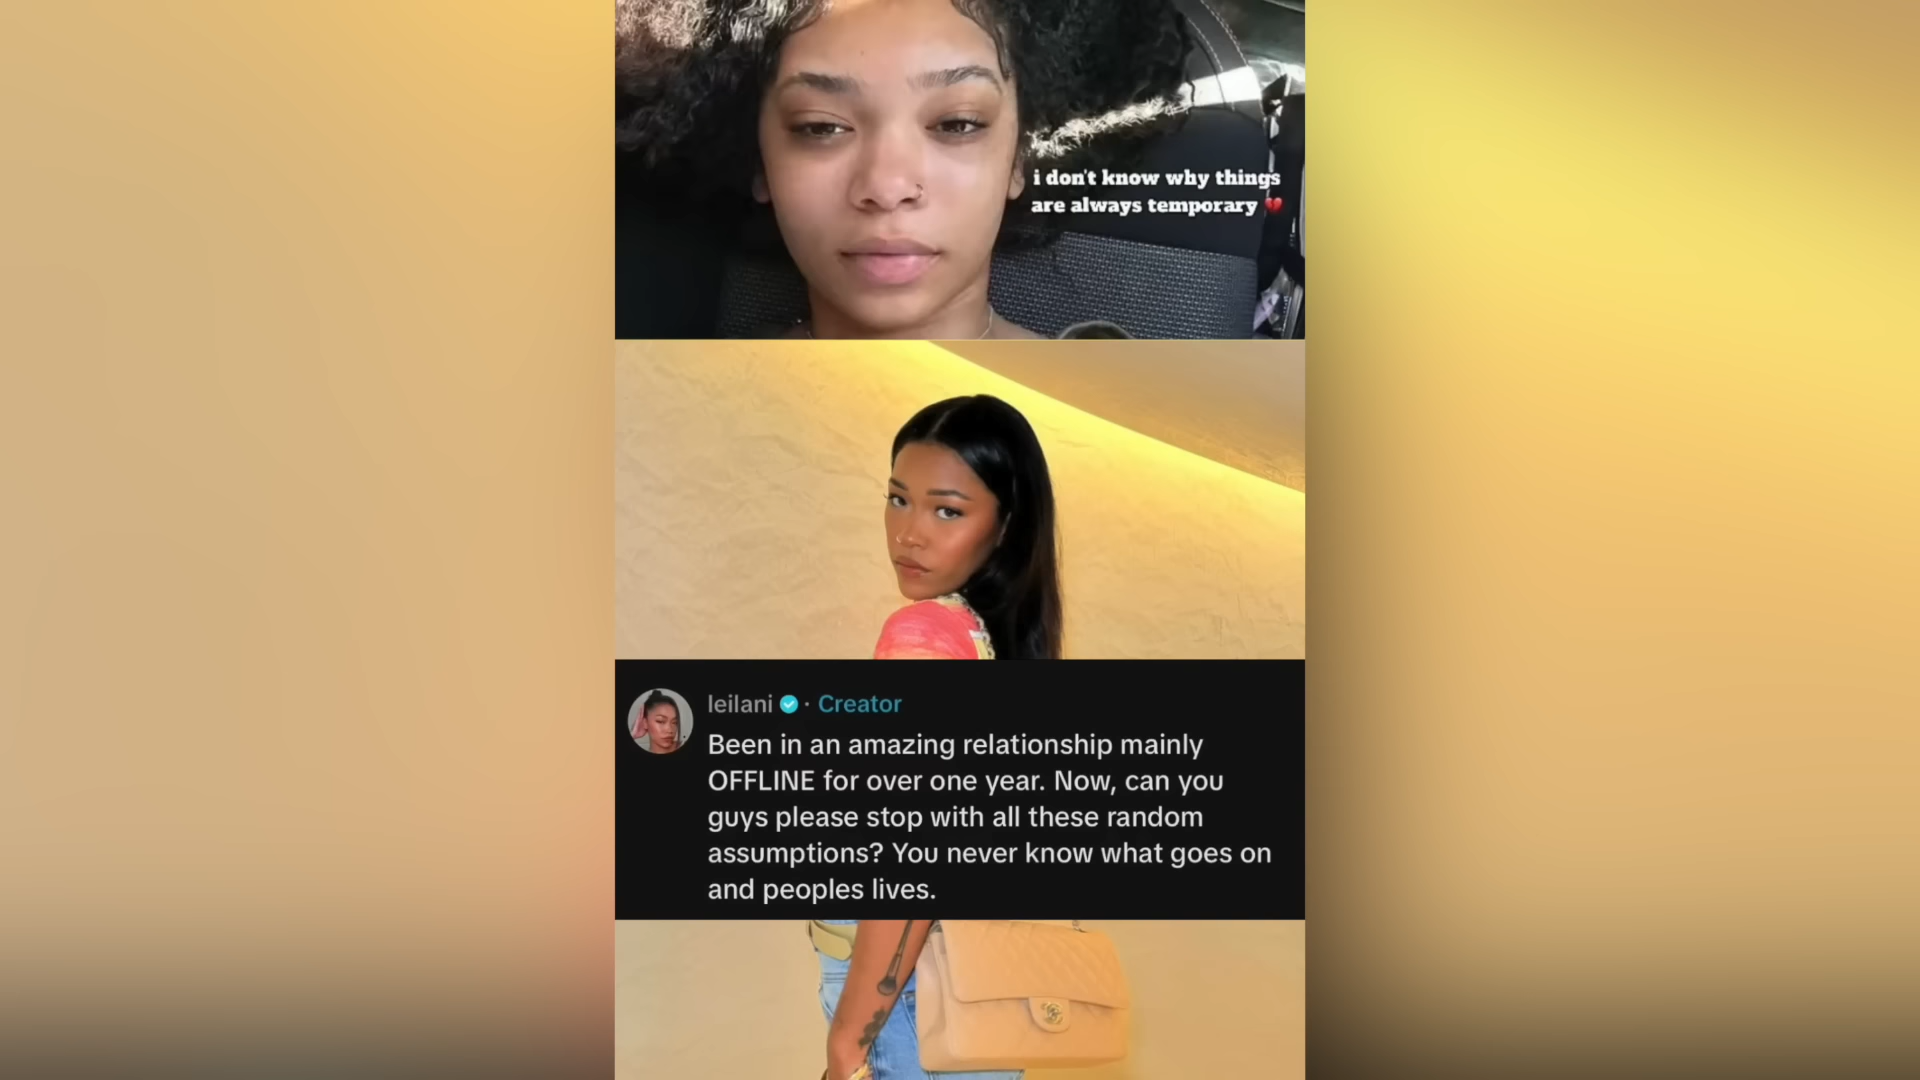 i don't know why things
are always temporary 💔
leilani · Creator
Been in an amazing relationship mainly
OFFLINE for over one year. Now, can you
guys please stop with all these random
assumptions? You never know what goes on
and peoples lives.